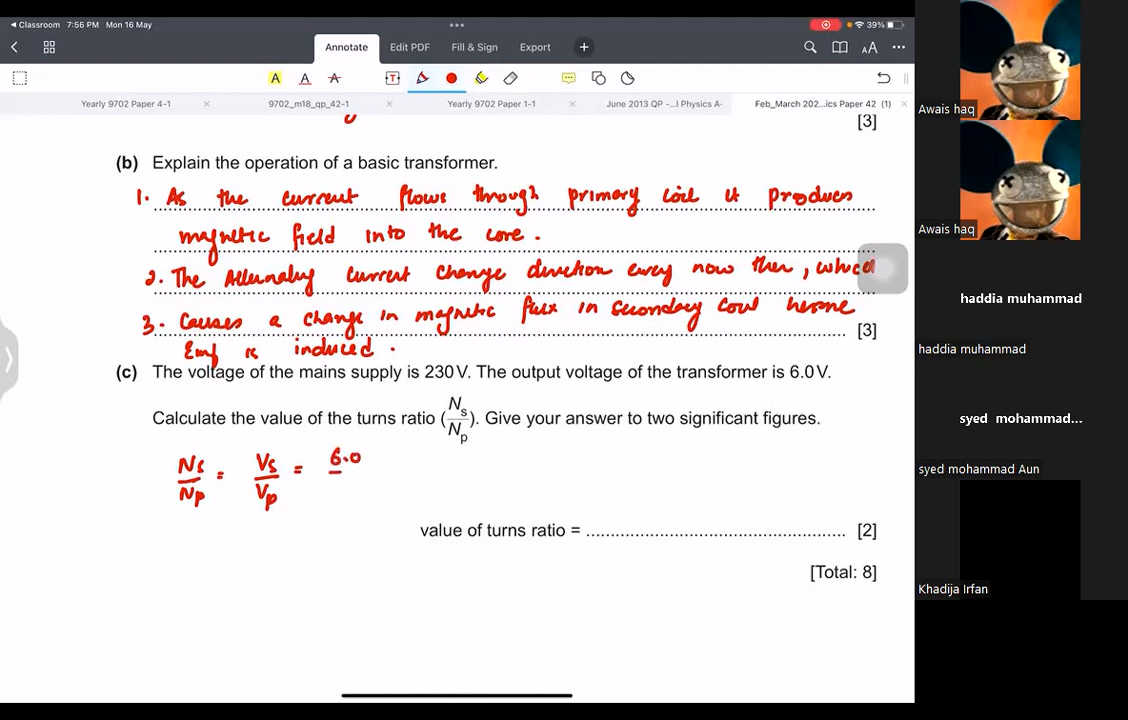 Classroom 7:56 PM Mon 16 May
39%
Annotate Edit PDF Fill & Sign Export
Yearly 9702 Paper 4-1 × 9702_m18_qp_42-1 × Yearly 9702 Paper 1-1 × June 2013 QP -...l Physics A- Feb_March 202...ics Paper 42 (1) ×
[3]
(b) Explain the operation of a basic transformer.
1. As the current flows through primary coil it produces
magnetic field into the core.
2. The Alternating current change direction every now then, which
3. Causes a change in magnetic flux in secondary coil hence
[3]
Emf is induced.
(c) The voltage of the mains supply is 230 V. The output voltage of the transformer is 6.0 V.
Calculate the value of the turns ratio (Ns/Np). Give your answer to two significant figures.
Ns/Np = Vs/Vp = 6.0
value of turns ratio = .................................................... [2]
[Total: 8]
Awais haq
Awais haq
haddia muhammad
haddia muhammad
syed mohammad...
syed mohammad Aun
Khadija Irfan